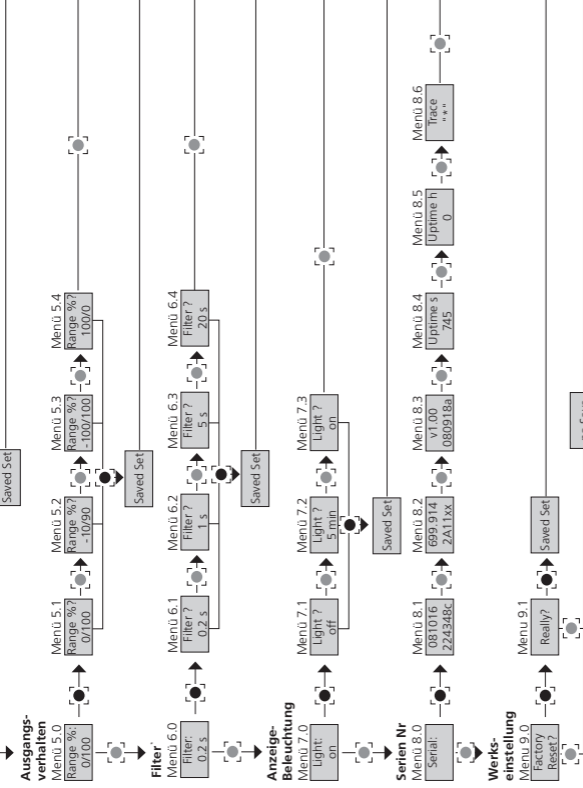 Saved Set
Ausgangs-
verhalten
Menü 5.0
Range %:
0/100
Menü 5.1
Range %?
0/100
Menü 5.2
Range %?
-10/90
Menü 5.3
Range %?
-100/100
Menü 5.4
Range %?
100/0
Saved Set
Filter
Menü 6.0
Filter:
0.2 s
Menü 6.1
Filter ?
0.2 s
Menü 6.2
Filter ?
1 s
Menü 6.3
Filter ?
5 s
Menü 6.4
Filter ?
20 s
Saved Set
Anzeige-
Beleuchtung
Menü 7.0
Light:
on
Menü 7.1
Light ?
off
Menü 7.2
Light ?
5 min
Menü 7.3
Light ?
on
Saved Set
Serien Nr
Menü 8.0
Serial:
Menü 8.1
081016
224348c
Menü 8.2
699.914
2A11xx
Menü 8.3
v1.00
080918a
Menü 8.4
Uptime s
745
Menü 8.5
Uptime h
0
Menü 8.6
Trace
"*"
Werks-
einstellung
Menü 9.0
Factory
Reset?
Menu 9.1
Really?
Saved Set